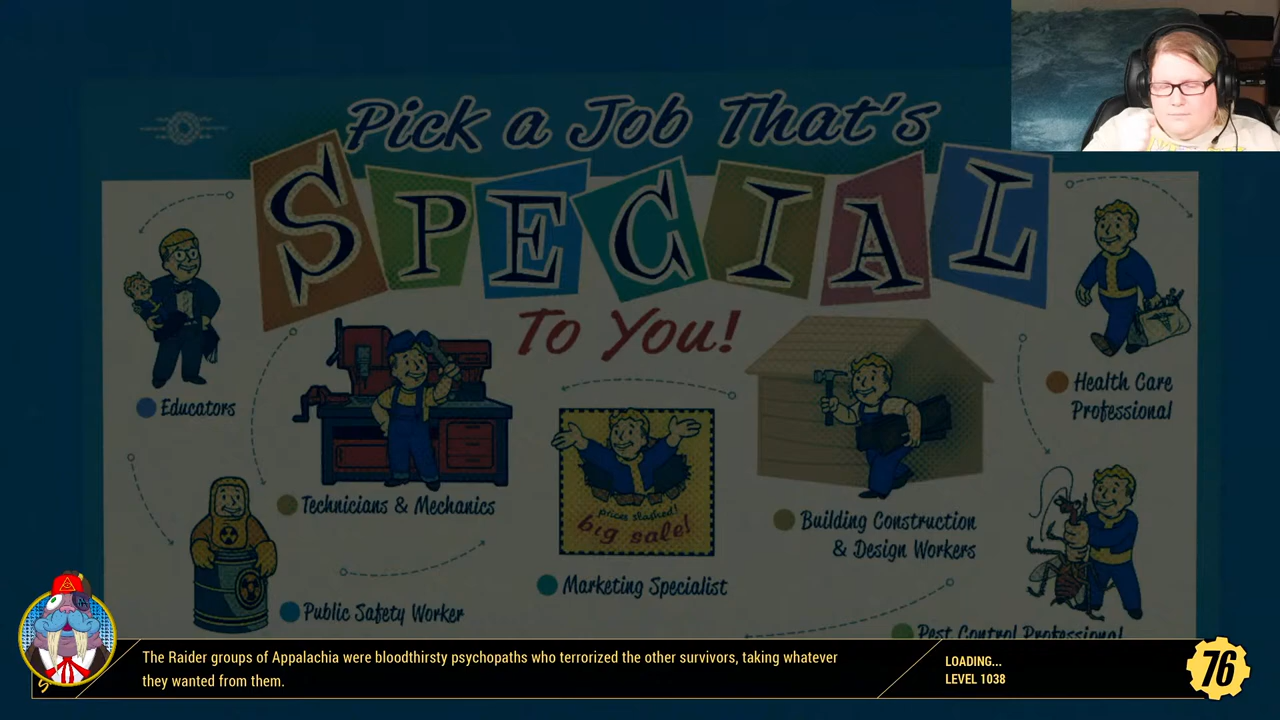 Pick a Job That's
SPECIAL
To You!
Educators
Technicians & Mechanics
prices slashed!
big sale!
Marketing Specialist
Building Construction
& Design Workers
Health Care
Professional
Public Safety Worker
Pest Control Professional
The Raider groups of Appalachia were bloodthirsty psychopaths who terrorized the other survivors, taking whatever
they wanted from them.
LOADING...
LEVEL 1038
76